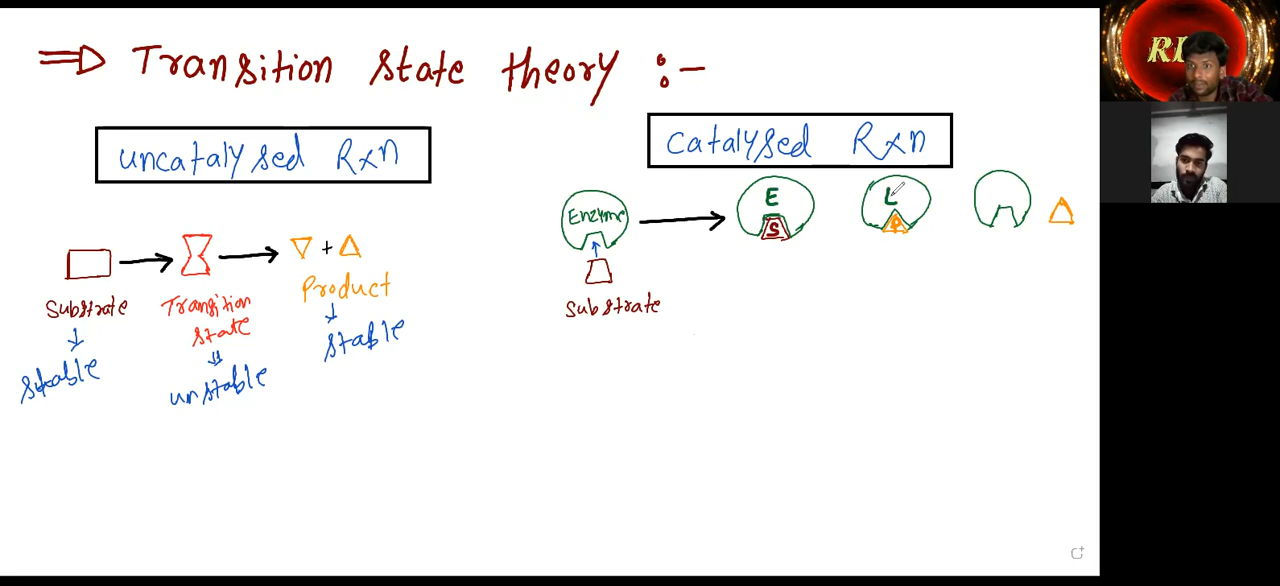 ⇒ Transition state theory :-
uncatalysed Rxn
catalysed Rxn
Enzyme
E
S
L
P
+
Substrate
Transition
state
Product
Substrate
stable
unstable
stable